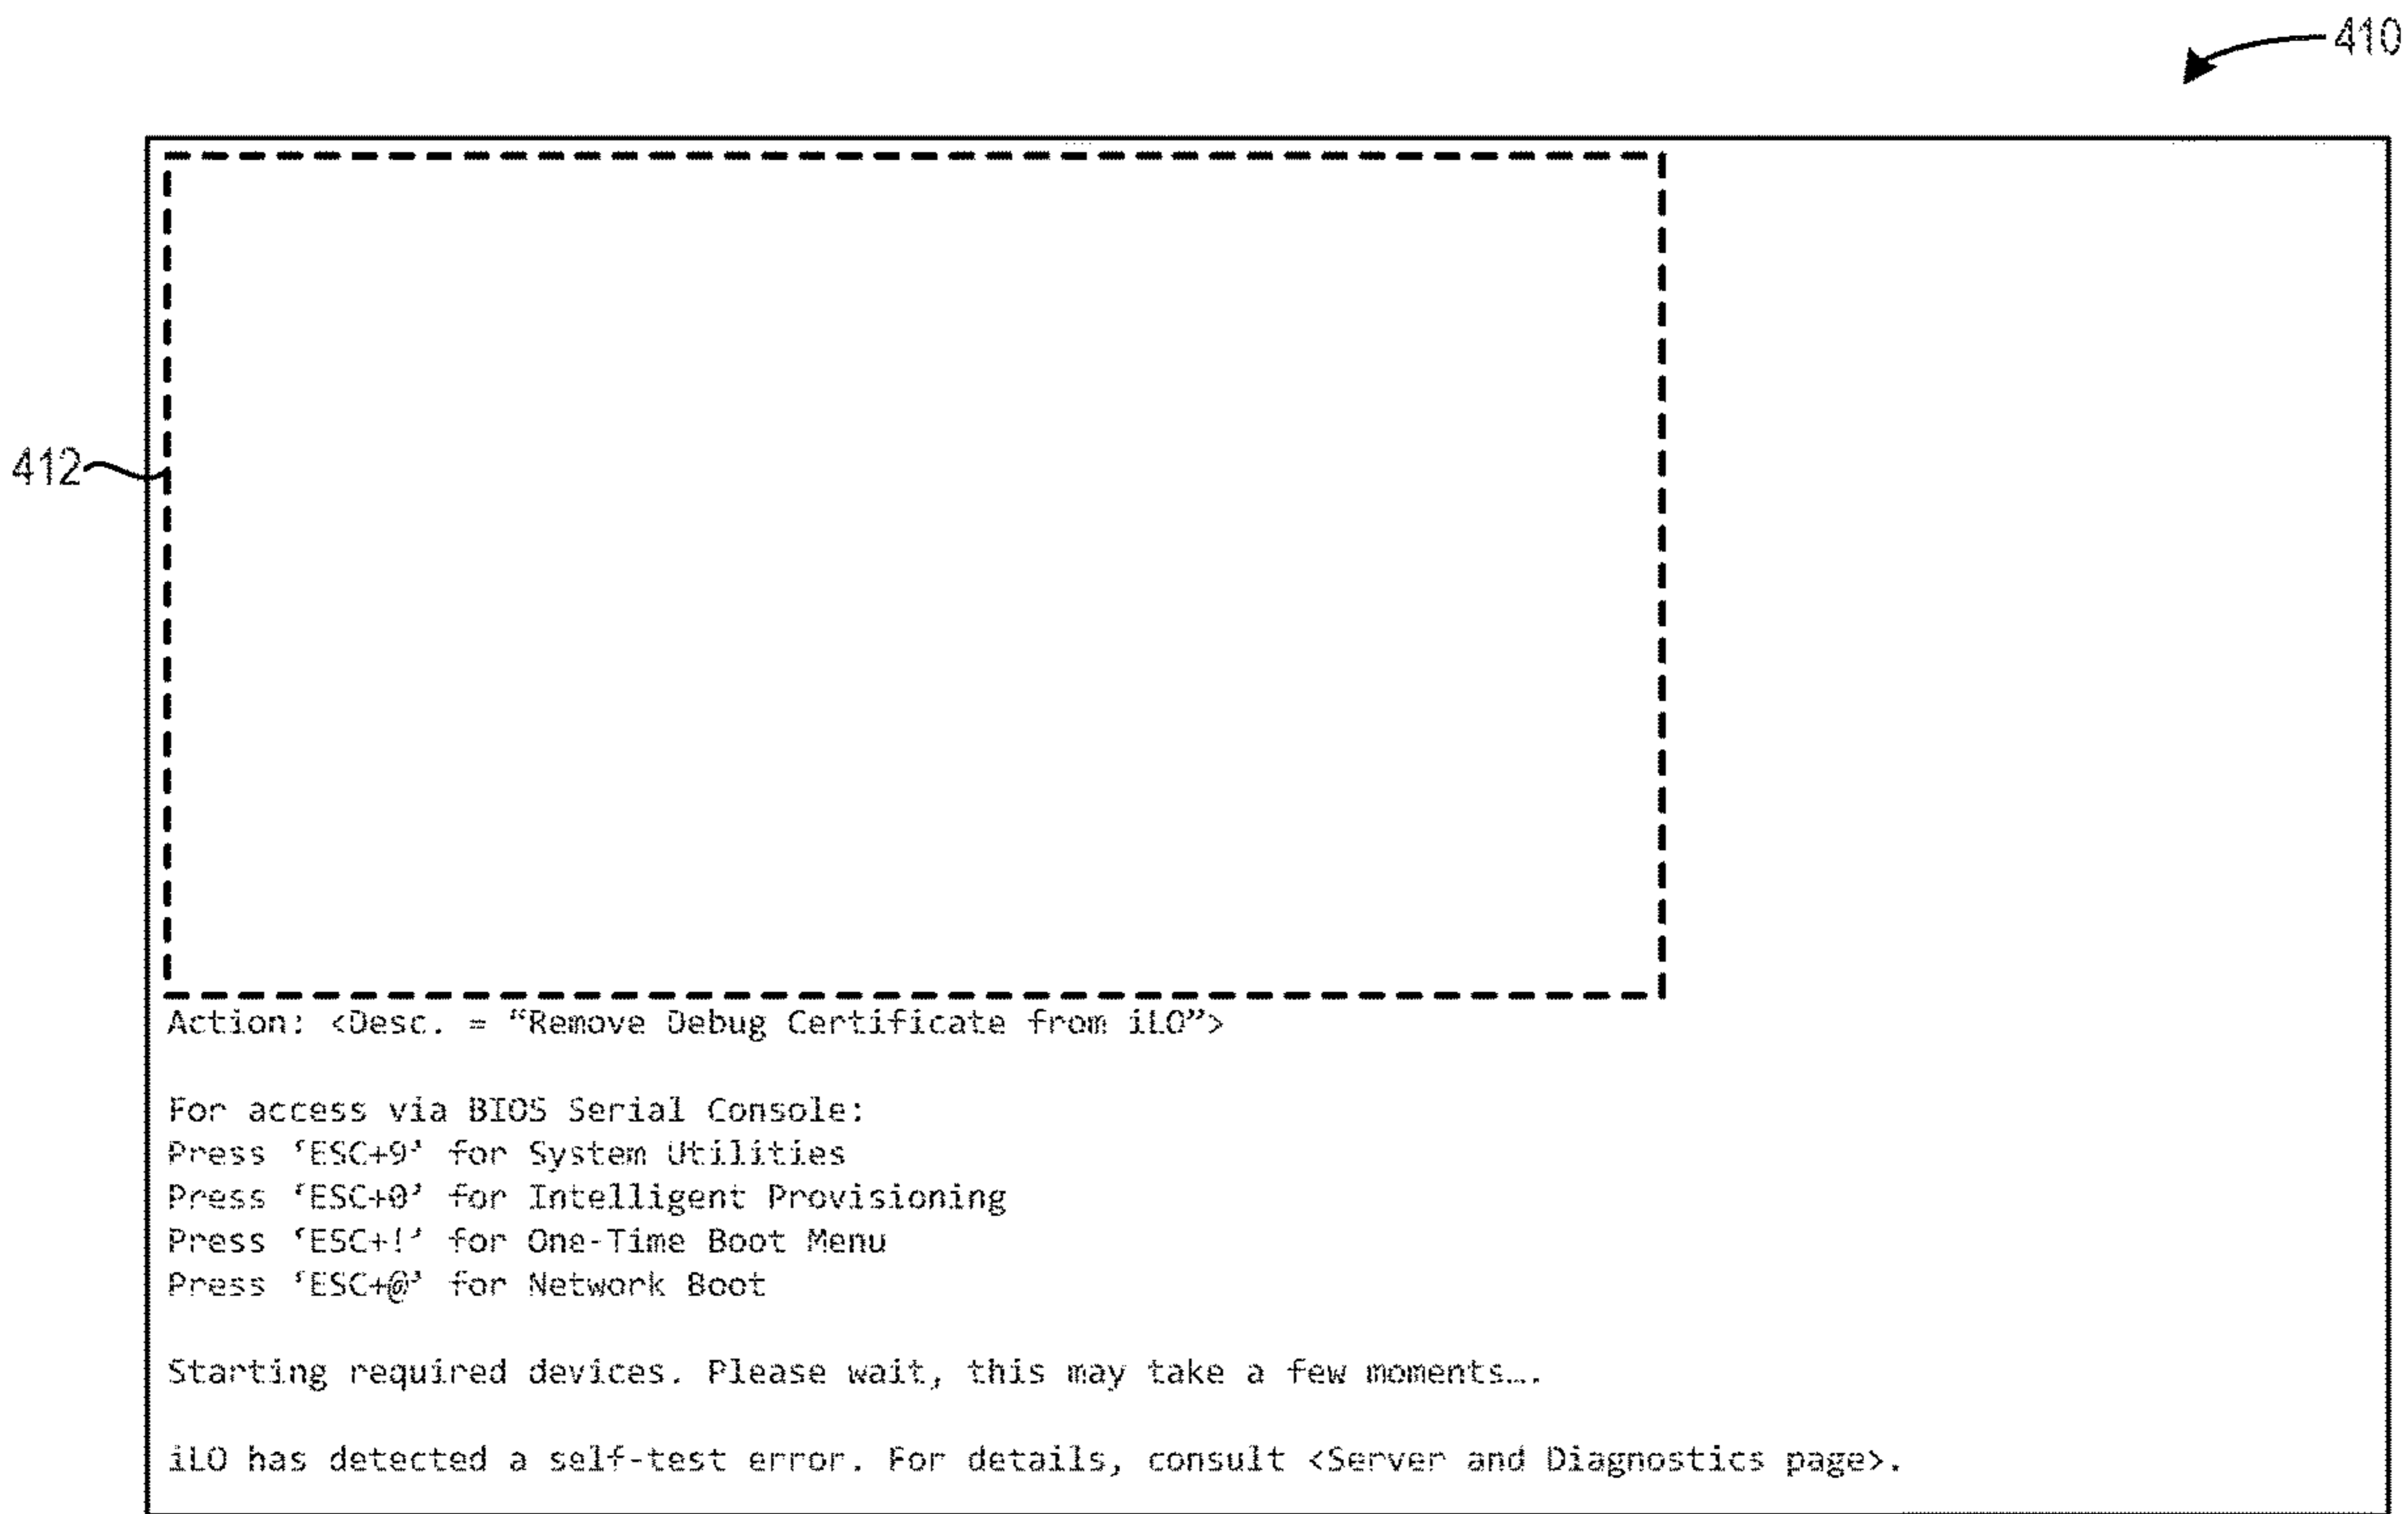 410
412
Action: <Desc. = “Remove Debug Certificate from iLO”>
For access via BIOS Serial Console:
Press ‘ESC+9’ for System Utilities
Press ‘ESC+0’ for Intelligent Provisioning
Press ‘ESC+!’ for One-Time Boot Menu
Press ‘ESC+@’ for Network Boot
Starting required devices. Please wait, this may take a few moments….
iLO has detected a self-test error. For details, consult <Server and Diagnostics page>.